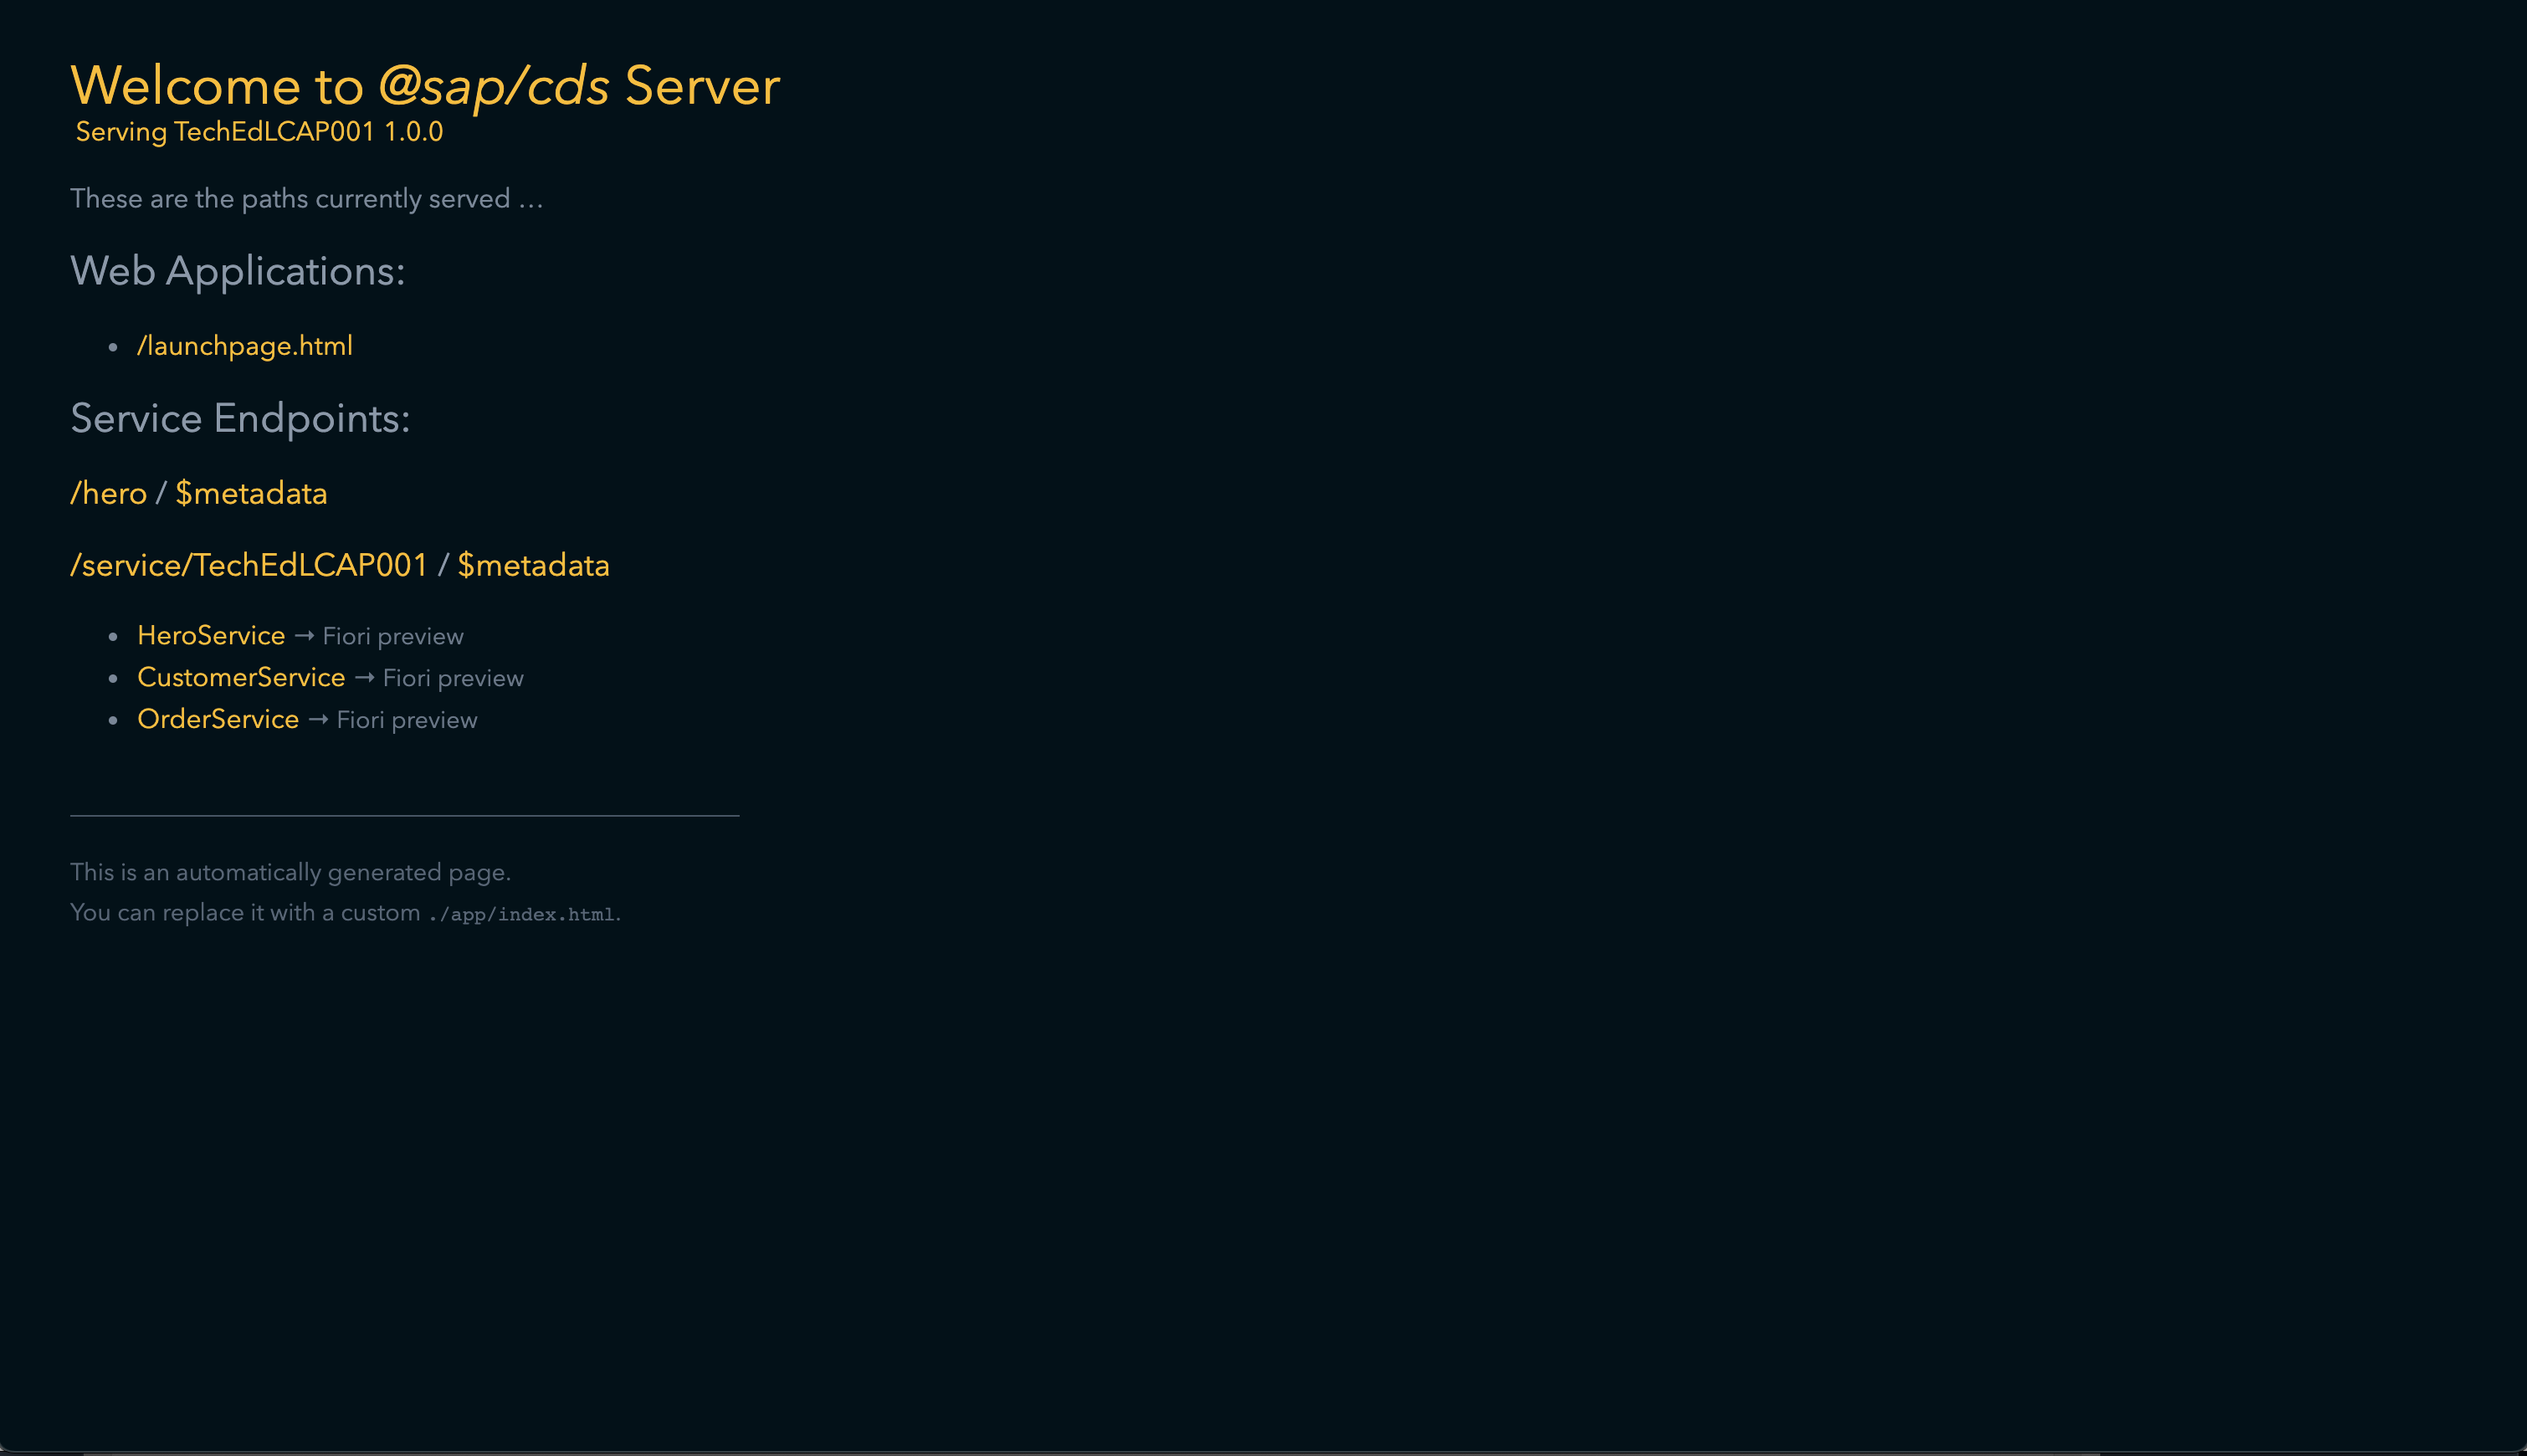 Welcome to @sap/cds Server
Serving TechEdLCAP001 1.0.0
These are the paths currently served …
Web Applications:
/launchpage.html
Service Endpoints:
/hero / $metadata
/service/TechEdLCAP001 / $metadata
HeroService → Fiori preview
CustomerService → Fiori preview
OrderService → Fiori preview
This is an automatically generated page.
You can replace it with a custom ./app/index.html.